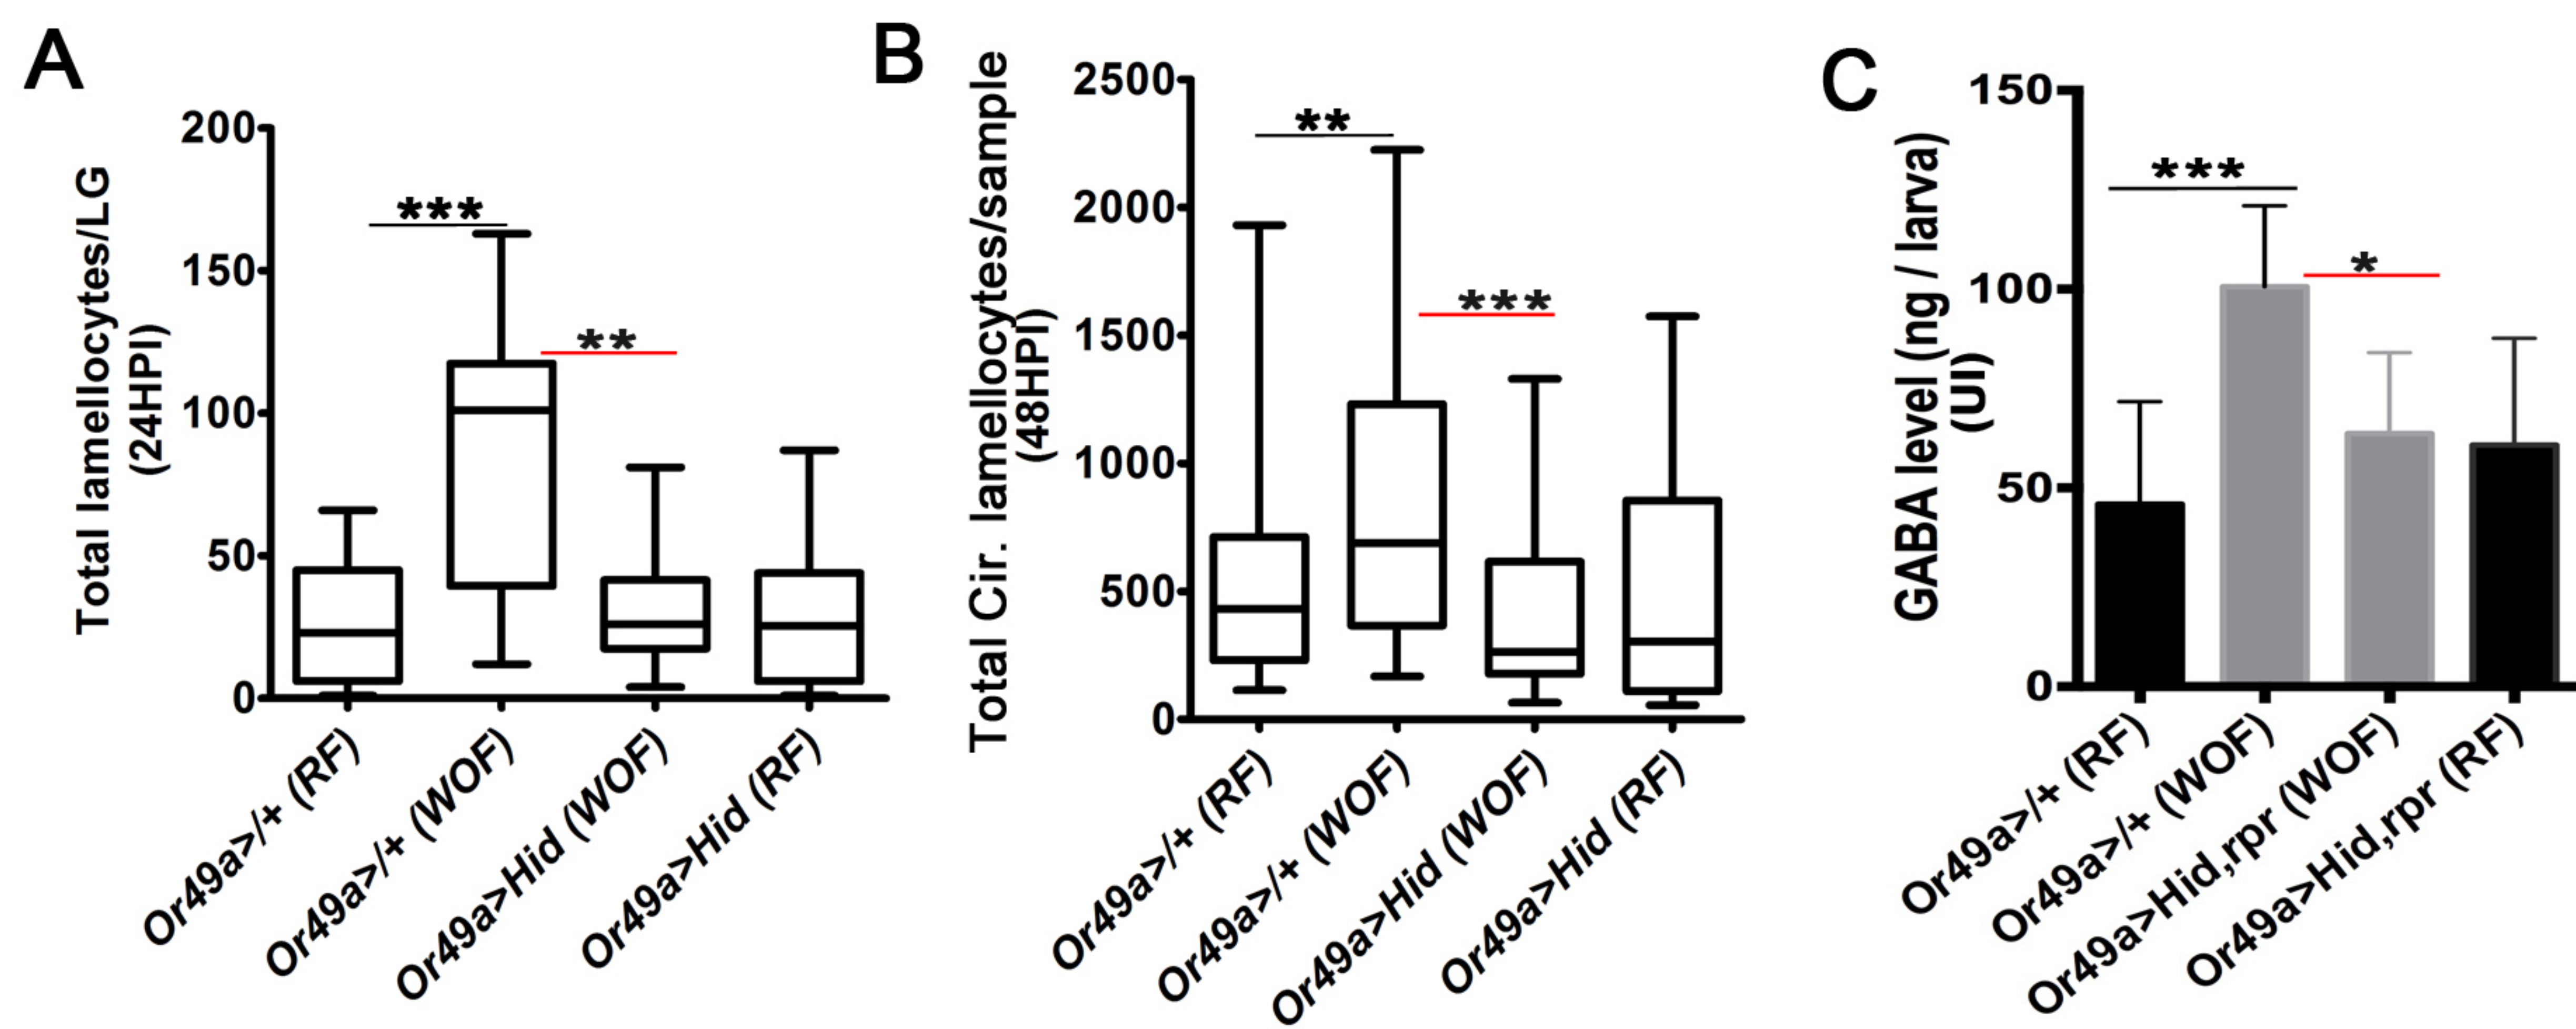 A
Total lamellocytes/LG
(24HPI)
200
150
100
50
0
***
**
Or49a>/+ (RF)
Or49a>/+ (WOF)
Or49a>Hid (WOF)
Or49a>Hid (RF)
B
Total Cir. lamellocytes/sample
(48HPI)
2500
2000
1500
1000
500
0
**
***
Or49a>/+ (RF)
Or49a>/+ (WOF)
Or49a>Hid (WOF)
Or49a>Hid (RF)
C
GABA level (ng / larva)
(UI)
150
100
50
0
***
*
Or49a>/+ (RF)
Or49a>/+ (WOF)
Or49a>Hid,rpr (WOF)
Or49a>Hid,rpr (RF)